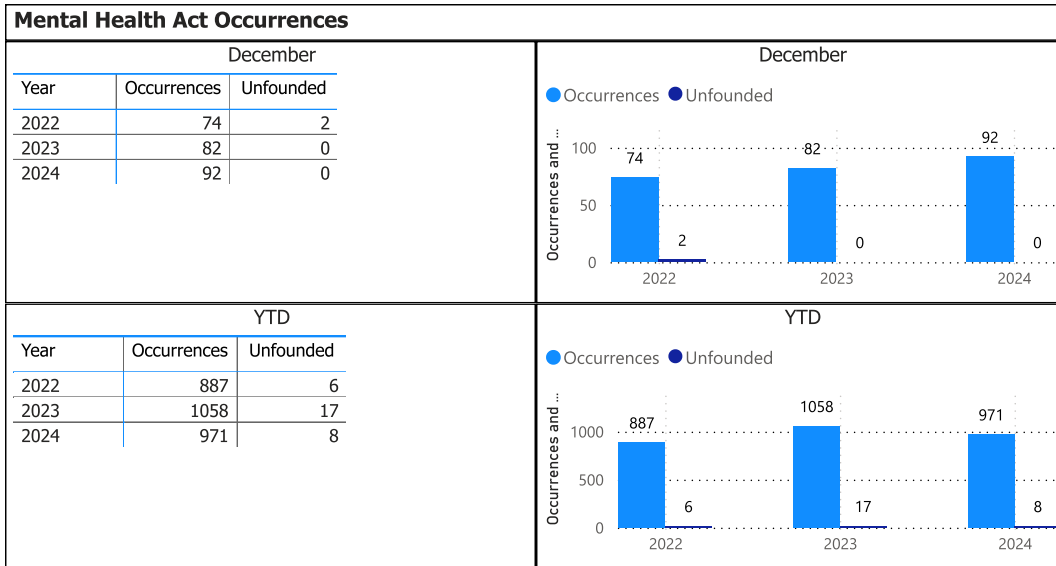 Mental Health Act Occurrences
December
Year Occurrences Unfounded
2022 74 2
2023 82 0
2024 92 0
December
Occurrences Unfounded
Occurrences and ...
100
50
0
74
2
82
0
92
0
2022 2023 2024
YTD
Year Occurrences Unfounded
2022 887 6
2023 1058 17
2024 971 8
YTD
Occurrences Unfounded
Occurrences and ...
1000
500
0
887
6
1058
17
971
8
2022 2023 2024